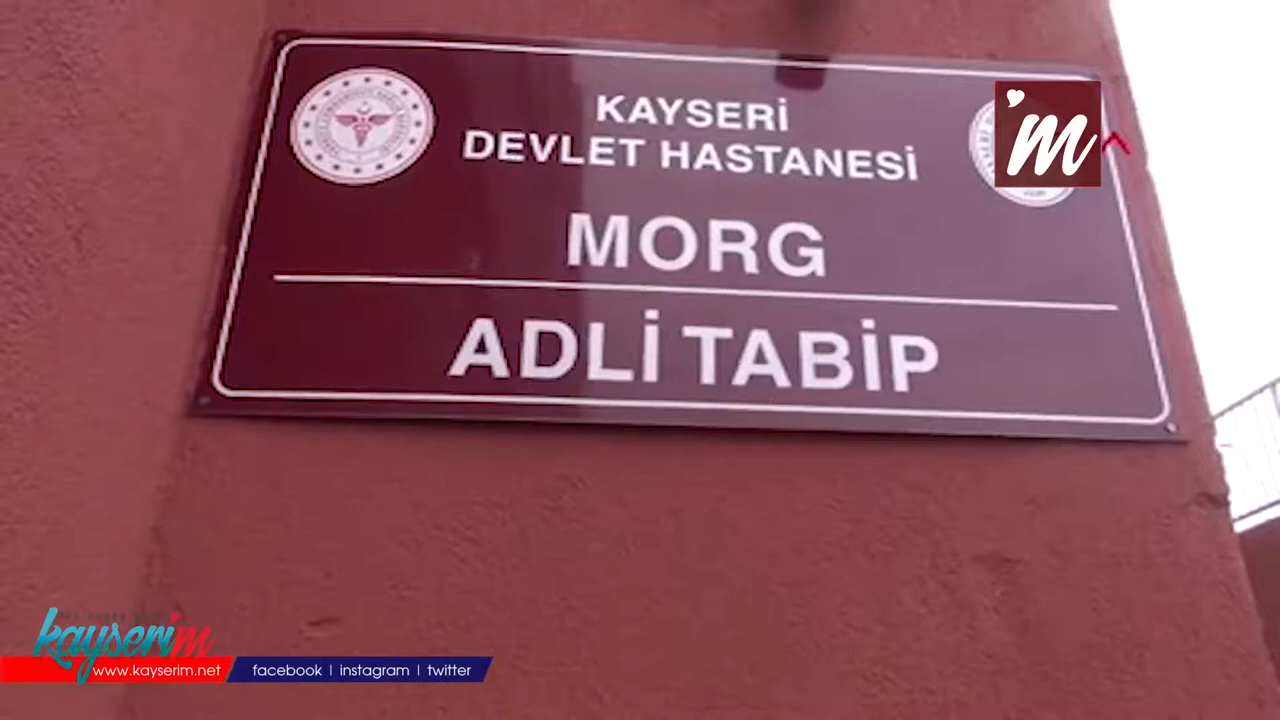 KAYSERİ
DEVLET HASTANESİ
MORG
ADLİ TABİP
'm
kayserim
www.kayserim.net
facebook | instagram | twitter